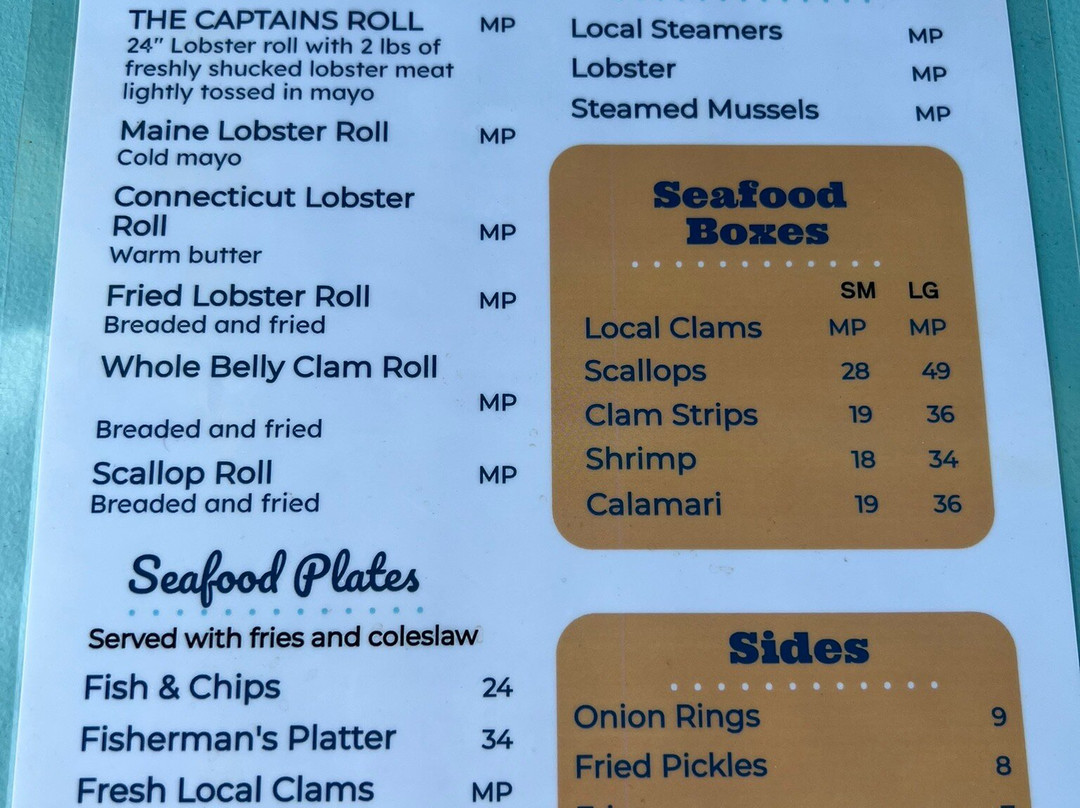 THE CAPTAINS ROLL MP
24" Lobster roll with 2 lbs of
freshly shucked lobster meat
lightly tossed in mayo
Maine Lobster Roll MP
Cold mayo
Connecticut Lobster
Roll MP
Warm butter
Fried Lobster Roll MP
Breaded and fried
Whole Belly Clam Roll
MP
Breaded and fried
Scallop Roll MP
Breaded and fried
Seafood Plates
Served with fries and coleslaw
Fish & Chips 24
Fisherman's Platter 34
Fresh Local Clams MP
Local Steamers MP
Lobster MP
Steamed Mussels MP
Seafood
Boxes
SM LG
Local Clams MP MP
Scallops 28 49
Clam Strips 19 36
Shrimp 18 34
Calamari 19 36
Sides
Onion Rings 9
Fried Pickles 8